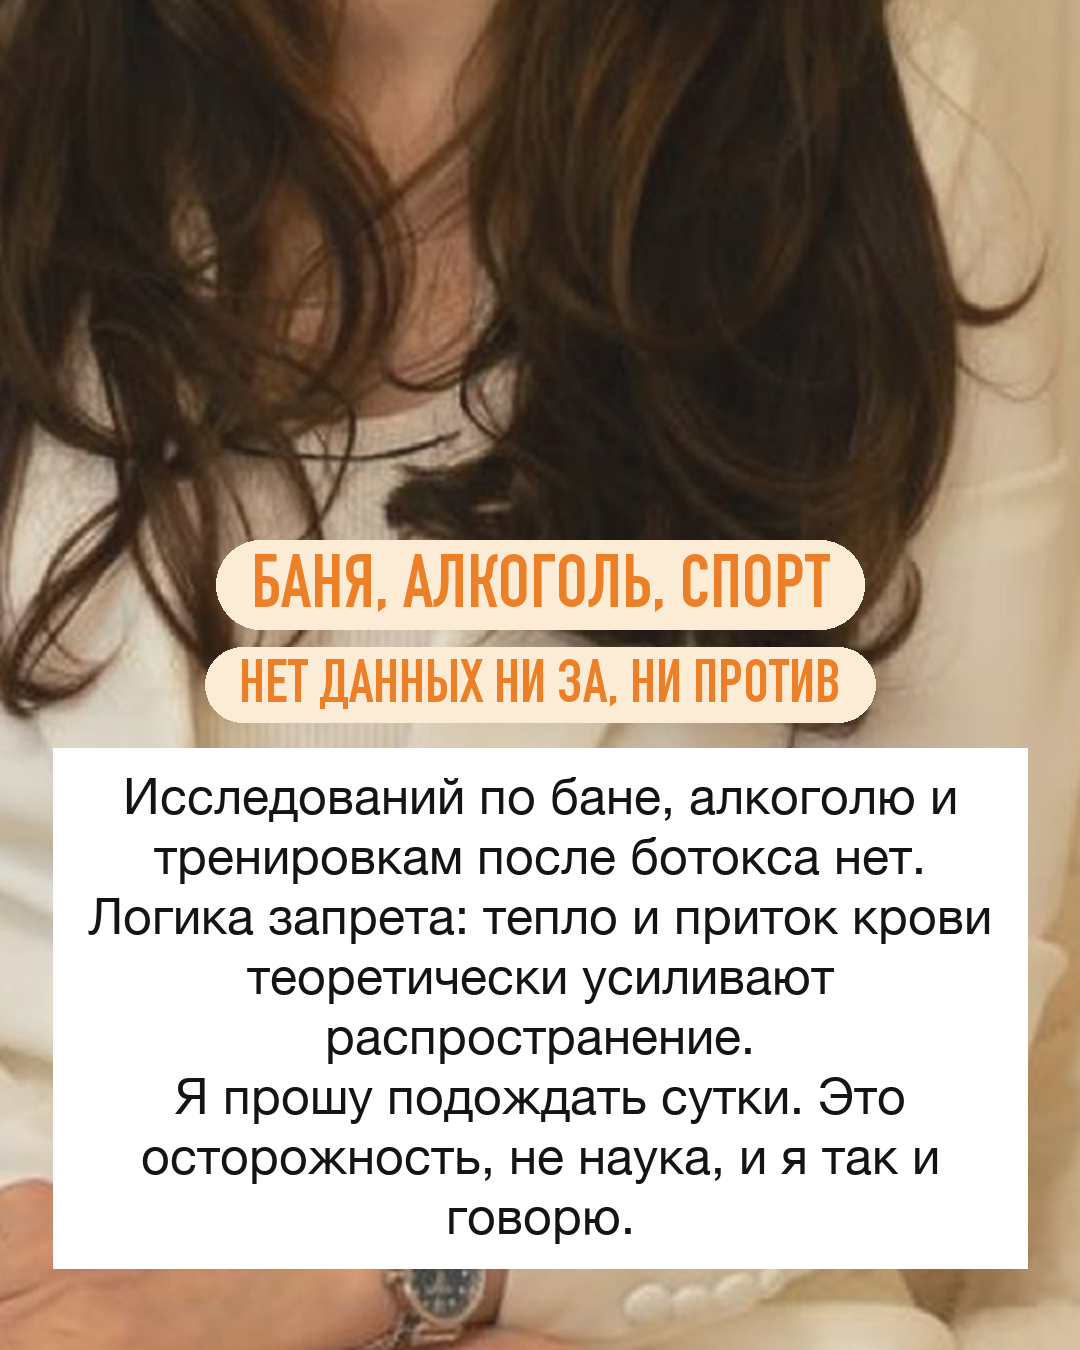 БАНЯ, АЛКОГОЛЬ, СПОРТ
НЕТ ДАННЫХ НИ ЗА, НИ ПРОТИВ
Исследований по бане, алкоголю и
тренировкам после ботокса нет.
Логика запрета: тепло и приток крови
теоретически усиливают
распространение.
Я прошу подождать сутки. Это
осторожность, не наука, и я так и
говорю.